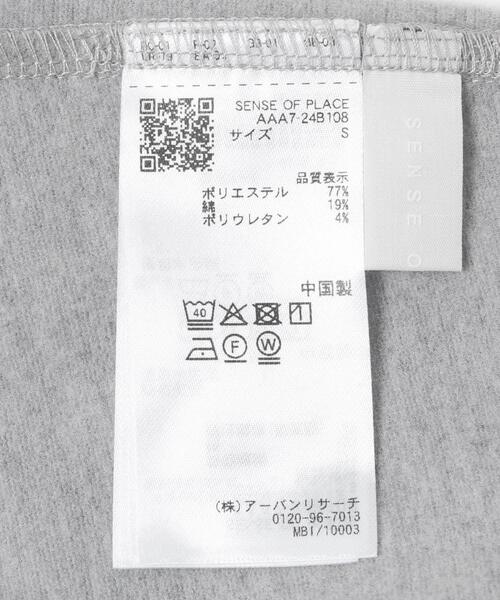 SENSE OF PLACE
AAA7-24B108
サイズ S
品質表示
ポリエステル 77%
綿 19%
ポリウレタン 4%
中国製
40
F
W
(株)アーバンリサーチ
0120-96-7013
MBI/10003
SENSE O